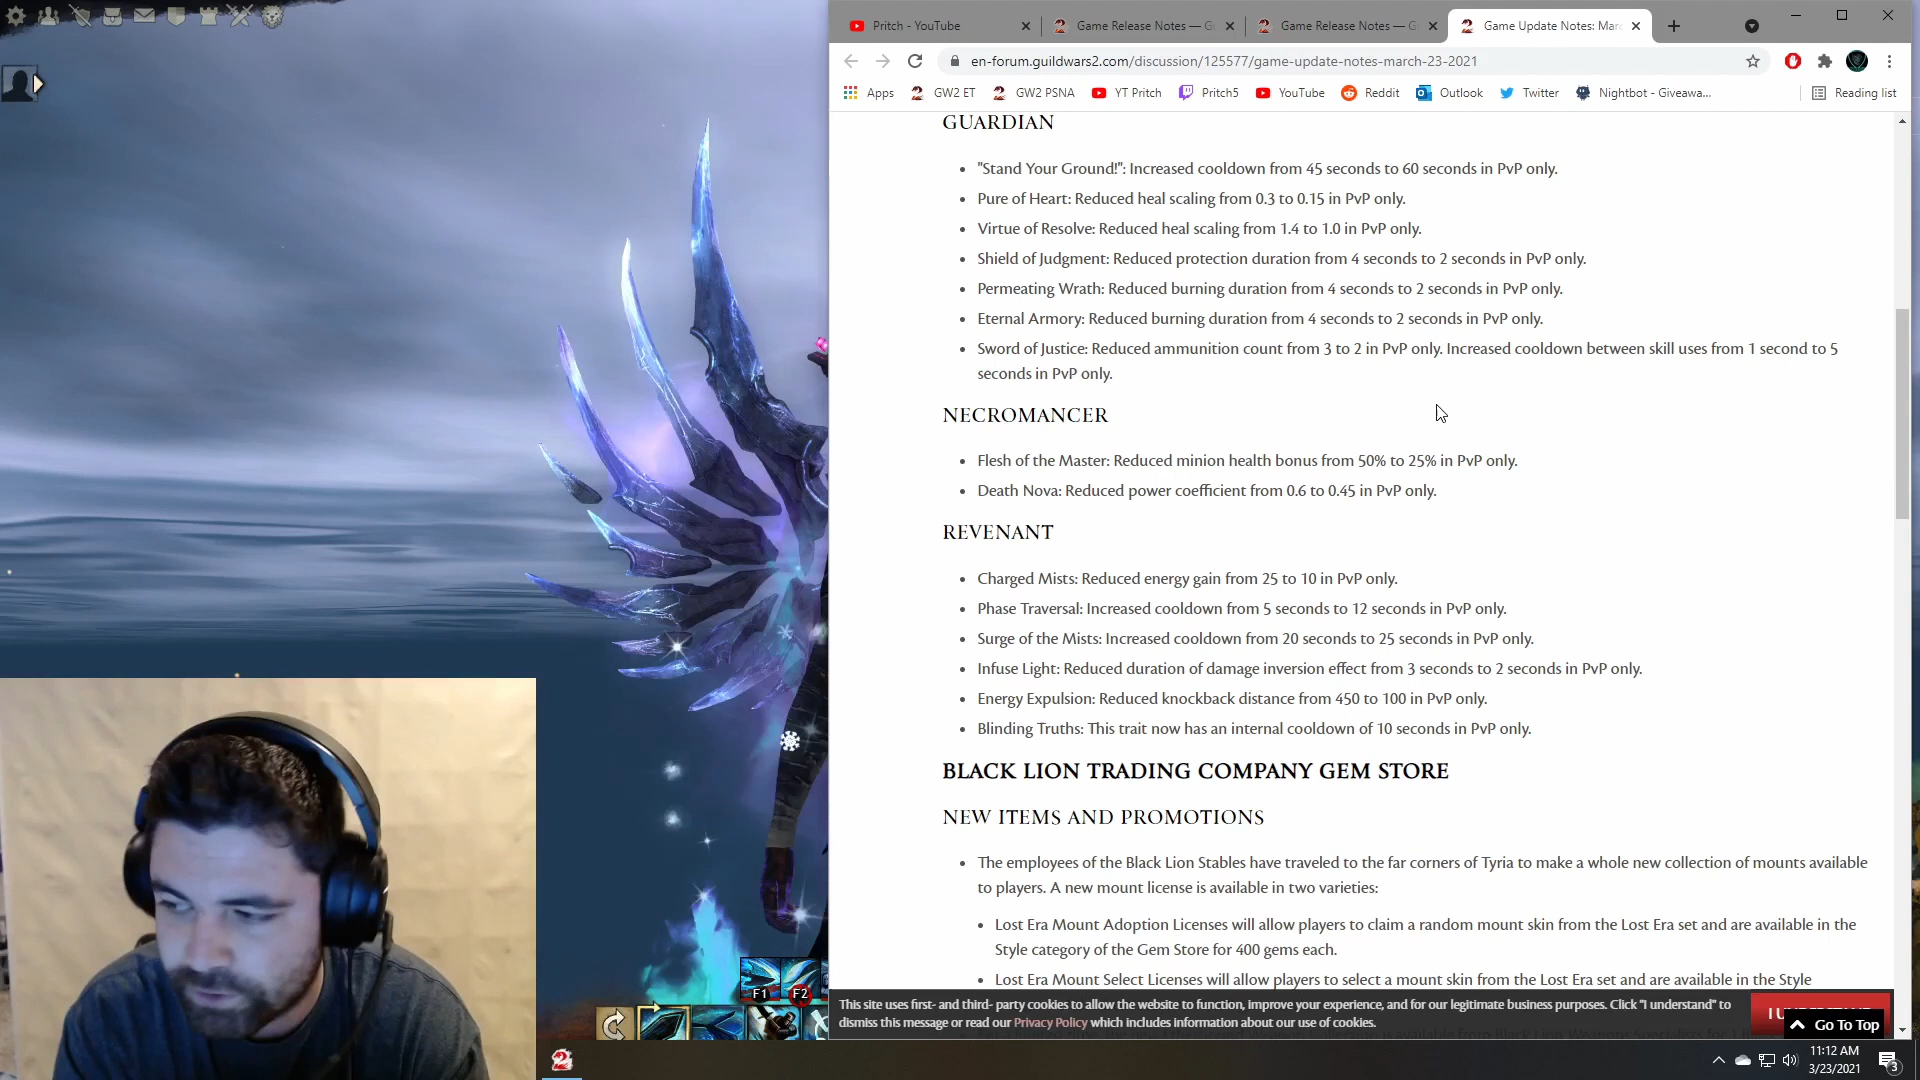 Pritch - YouTube
Game Release Notes — G
Game Release Notes — G
Game Update Notes: Marc
en-forum.guildwars2.com/discussion/125577/game-update-notes-march-23-2021
Apps GW2 ET GW2 PSNA YT Pritch Pritch5 YouTube Reddit Outlook Twitter Nightbot - Giveawa... Reading list
GUARDIAN
"Stand Your Ground!": Increased cooldown from 45 seconds to 60 seconds in PvP only.
Pure of Heart: Reduced heal scaling from 0.3 to 0.15 in PvP only.
Virtue of Resolve: Reduced heal scaling from 1.4 to 1.0 in PvP only.
Shield of Judgment: Reduced protection duration from 4 seconds to 2 seconds in PvP only.
Permeating Wrath: Reduced burning duration from 4 seconds to 2 seconds in PvP only.
Eternal Armory: Reduced burning duration from 4 seconds to 2 seconds in PvP only.
Sword of Justice: Reduced ammunition count from 3 to 2 in PvP only. Increased cooldown between skill uses from 1 second to 5
seconds in PvP only.
NECROMANCER
Flesh of the Master: Reduced minion health bonus from 50% to 25% in PvP only.
Death Nova: Reduced power coefficient from 0.6 to 0.45 in PvP only.
REVENANT
Charged Mists: Reduced energy gain from 25 to 10 in PvP only.
Phase Traversal: Increased cooldown from 5 seconds to 12 seconds in PvP only.
Surge of the Mists: Increased cooldown from 20 seconds to 25 seconds in PvP only.
Infuse Light: Reduced duration of damage inversion effect from 3 seconds to 2 seconds in PvP only.
Energy Expulsion: Reduced knockback distance from 450 to 100 in PvP only.
Blinding Truths: This trait now has an internal cooldown of 10 seconds in PvP only.
BLACK LION TRADING COMPANY GEM STORE
NEW ITEMS AND PROMOTIONS
The employees of the Black Lion Stables have traveled to the far corners of Tyria to make a whole new collection of mounts available
to players. A new mount license is available in two varieties:
Lost Era Mount Adoption Licenses will allow players to claim a random mount skin from the Lost Era set and are available in the
Style category of the Gem Store for 400 gems each.
Lost Era Mount Select Licenses will allow players to select a mount skin from the Lost Era set and are available in the Style
This site uses first- and third- party cookies to allow the website to function, improve your experience, and for our legitimate business purposes. Click "I understand" to
dismiss this message or read our Privacy Policy which includes information about our use of cookies.
Go To Top
F1 F2
11:12 AM
3/23/2021
3